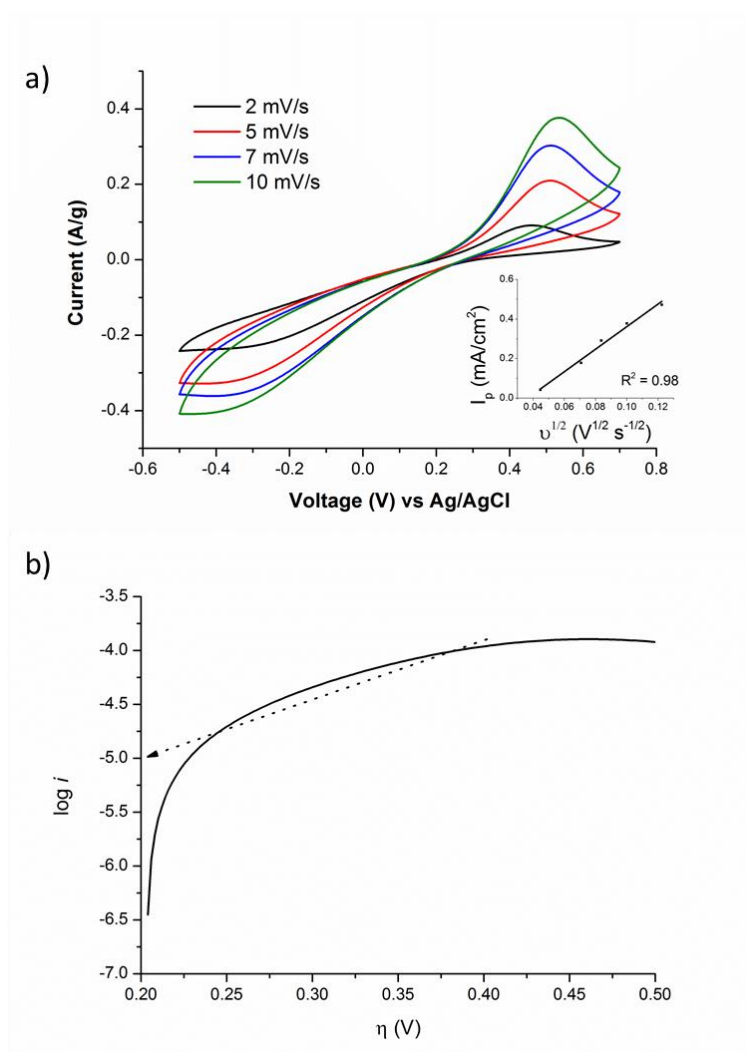 a)
2 mV/s
5 mV/s
7 mV/s
10 mV/s
0.4
0.2
0.0
-0.2
-0.4
Current (A/g)
-0.6
-0.4
-0.2
0.0
0.2
0.4
0.6
0.8
Voltage (V) vs Ag/AgCl
0.6
0.4
0.2
0.0
Ip (mA/cm²)
R² = 0.98
0.04
0.06
0.08
0.10
0.12
υ^1/2 (V^1/2 s^-1/2)
b)
-3.5
-4.0
-4.5
-5.0
-5.5
-6.0
-6.5
-7.0
log i
0.20
0.25
0.30
0.35
0.40
0.45
0.50
η (V)